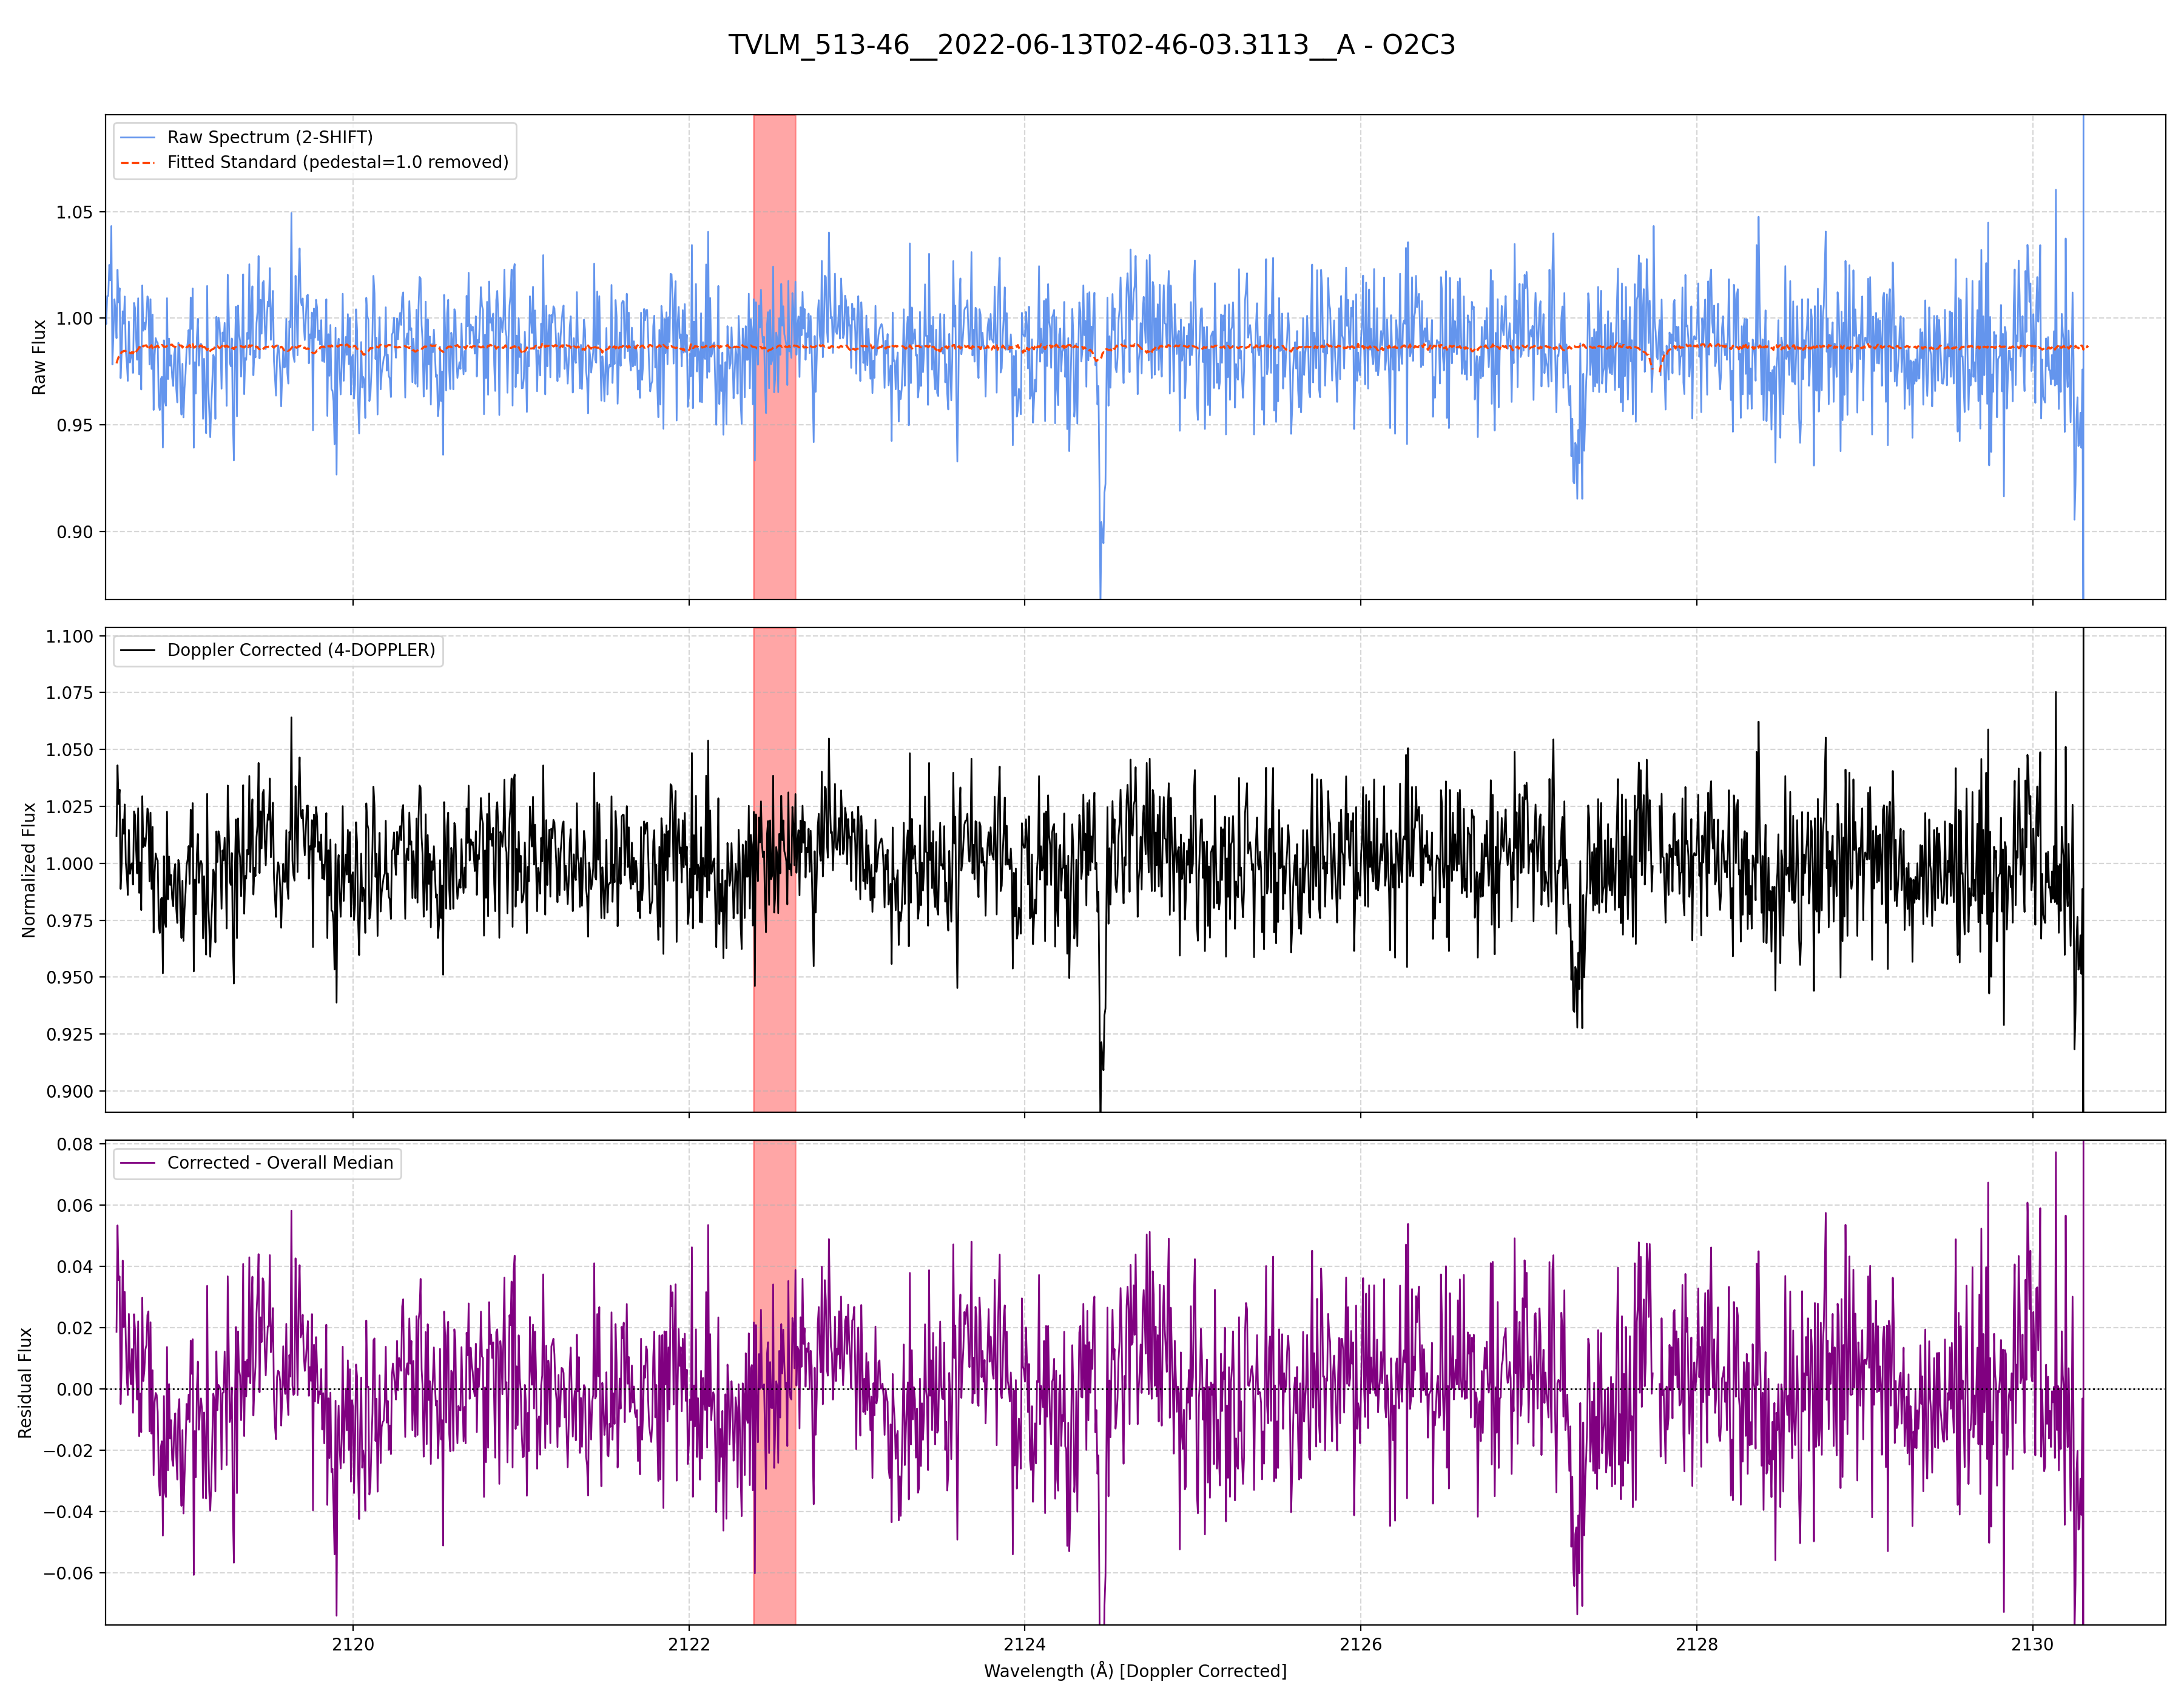 TVLM_513-46__2022-06-13T02-46-03.3113__A - O2C3
Raw Spectrum (2-SHIFT)
Fitted Standard (pedestal=1.0 removed)
Raw Flux
1.05
1.00
0.95
0.90
Doppler Corrected (4-DOPPLER)
Normalized Flux
1.100
1.075
1.050
1.025
1.000
0.975
0.950
0.925
0.900
Corrected - Overall Median
Residual Flux
0.08
0.06
0.04
0.02
0.00
−0.02
−0.04
−0.06
2120 2122 2124 2126 2128 2130
Wavelength (Å) [Doppler Corrected]